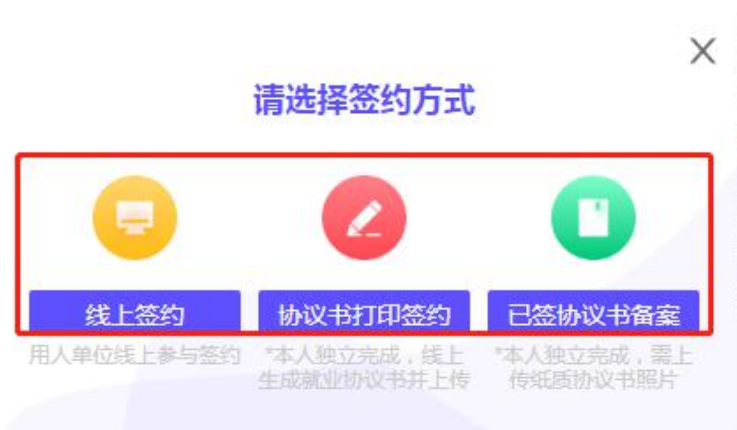 请选择签约方式
线上签约
协议书打印签约
已签协议书备案
用人单位线上参与签约
*本人独立完成，线上
生成就业协议书并上传
*本人独立完成，需上
传纸质协议书照片